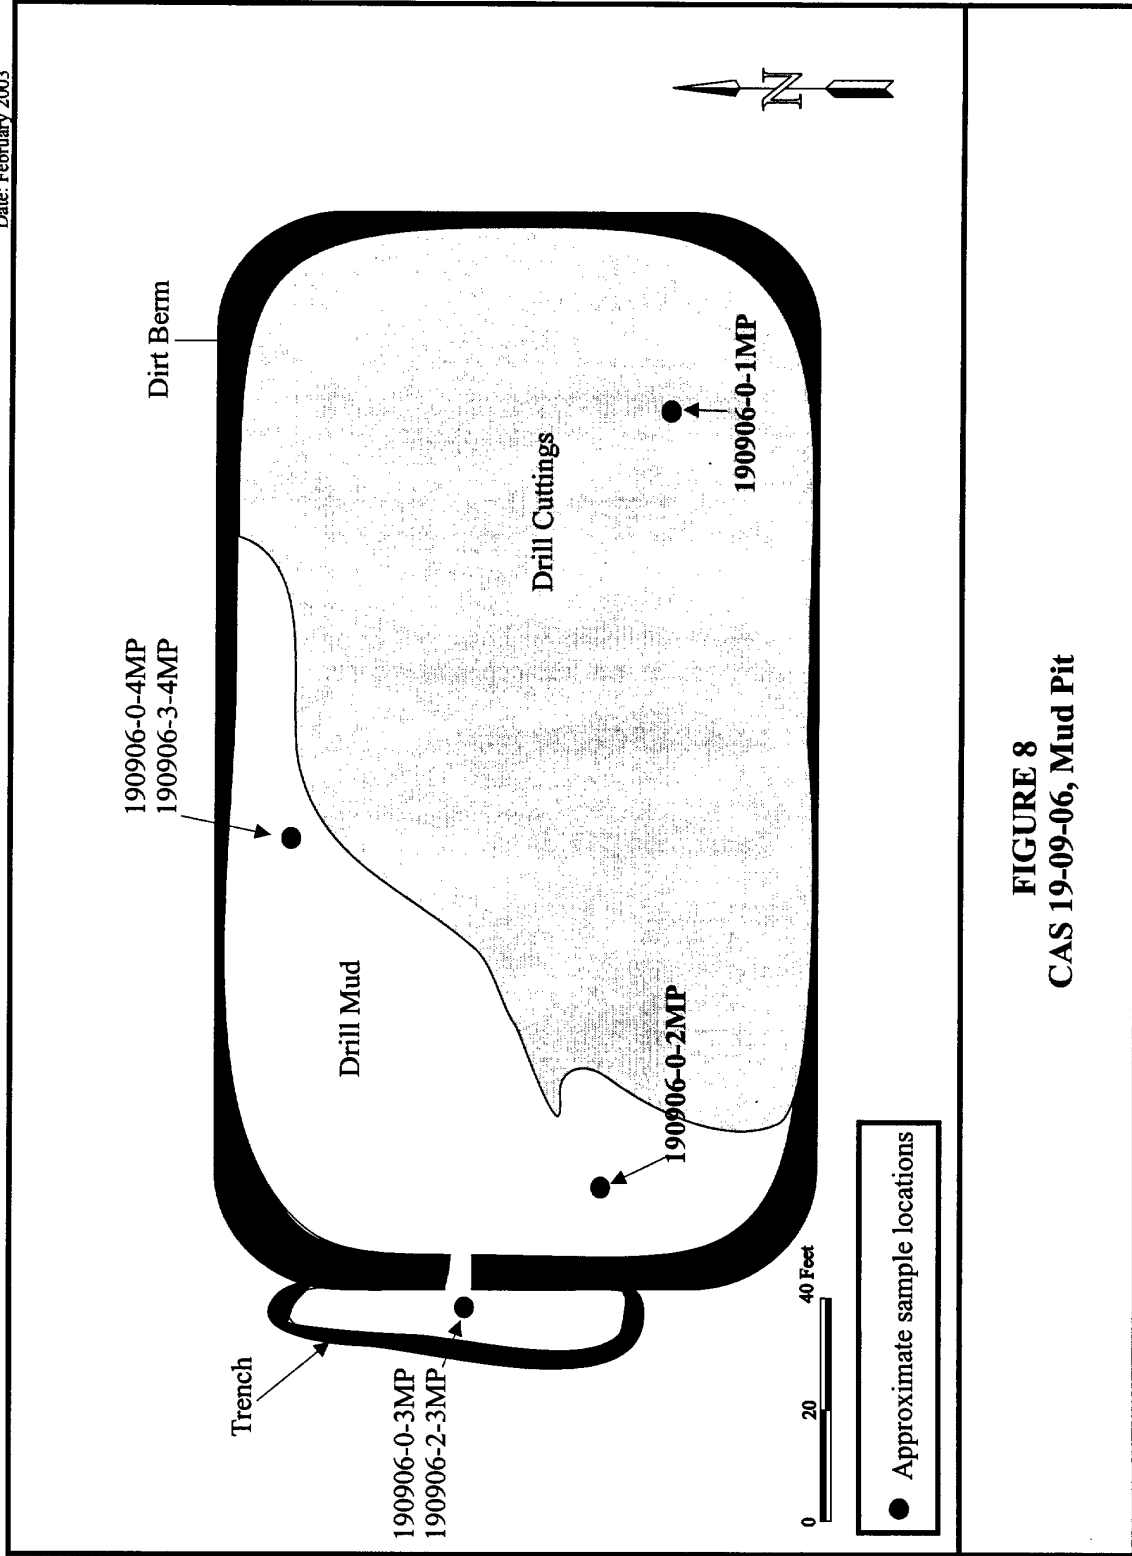 Date: February 2003
Dirt Berm
190906-0-4MP
190906-3-4MP
N
Drill Cuttings
190906-0-1MP
Drill Mud
190906-0-2MP
Trench
190906-0-3MP
190906-2-3MP
0 20 40 Feet
Approximate sample locations
FIGURE 8
CAS 19-09-06, Mud Pit